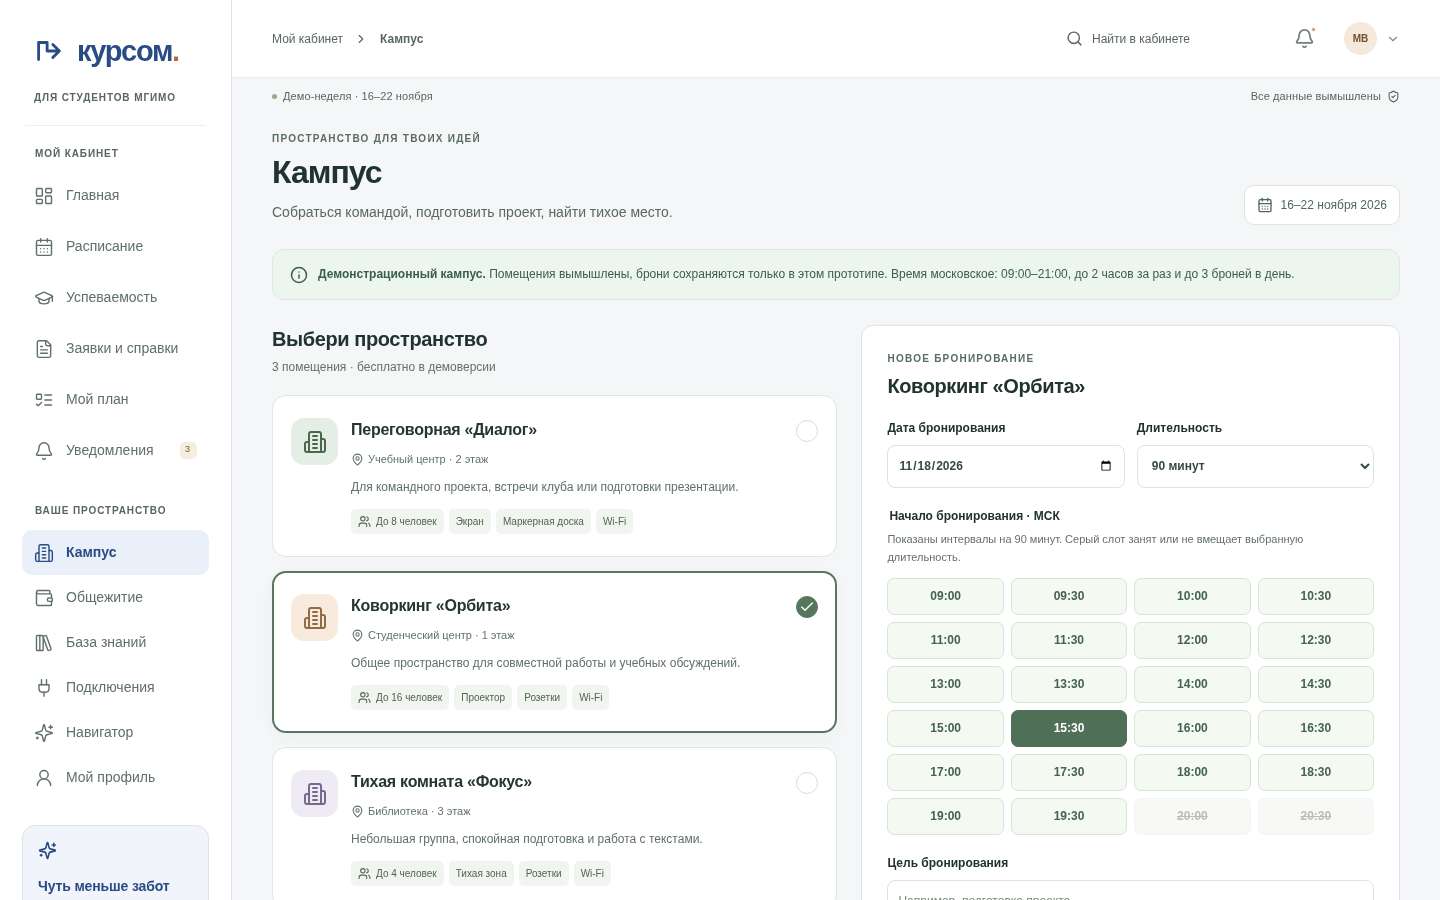 курсом.
ДЛЯ СТУДЕНТОВ МГИМО
МОЙ КАБИНЕТ
Главная
Расписание
Успеваемость
Заявки и справки
Мой план
Уведомления 3
ВАШЕ ПРОСТРАНСТВО
Кампус
Общежитие
База знаний
Подключения
Навигатор
Мой профиль
Чуть меньше забот
Мой кабинет > Кампус
Найти в кабинете
МВ
Демо-неделя · 16–22 ноября
Все данные вымышлены
ПРОСТРАНСТВО ДЛЯ ТВОИХ ИДЕЙ
Кампус
Собраться командой, подготовить проект, найти тихое место.
16–22 ноября 2026
Демонстрационный кампус. Помещения вымышлены, брони сохраняются только в этом прототипе. Время московское: 09:00–21:00, до 2 часов за раз и до 3 броней в день.
Выбери пространство
3 помещения · бесплатно в демоверсии
Переговорная «Диалог»
Учебный центр · 2 этаж
Для командного проекта, встречи клуба или подготовки презентации.
До 8 человек Экран Маркерная доска Wi-Fi
Коворкинг «Орбита»
Студенческий центр · 1 этаж
Общее пространство для совместной работы и учебных обсуждений.
До 16 человек Проектор Розетки Wi-Fi
Тихая комната «Фокус»
Библиотека · 3 этаж
Небольшая группа, спокойная подготовка и работа с текстами.
До 4 человек Тихая зона Розетки Wi-Fi
НОВОЕ БРОНИРОВАНИЕ
Коворкинг «Орбита»
Дата бронирования Длительность
11/18/2026 90 минут
Начало бронирования · МСК
Показаны интервалы на 90 минут. Серый слот занят или не вмещает выбранную
длительность.
09:00 09:30 10:00 10:30
11:00 11:30 12:00 12:30
13:00 13:30 14:00 14:30
15:00 15:30 16:00 16:30
17:00 17:30 18:00 18:30
19:00 19:30 20:00 20:30
Цель бронирования